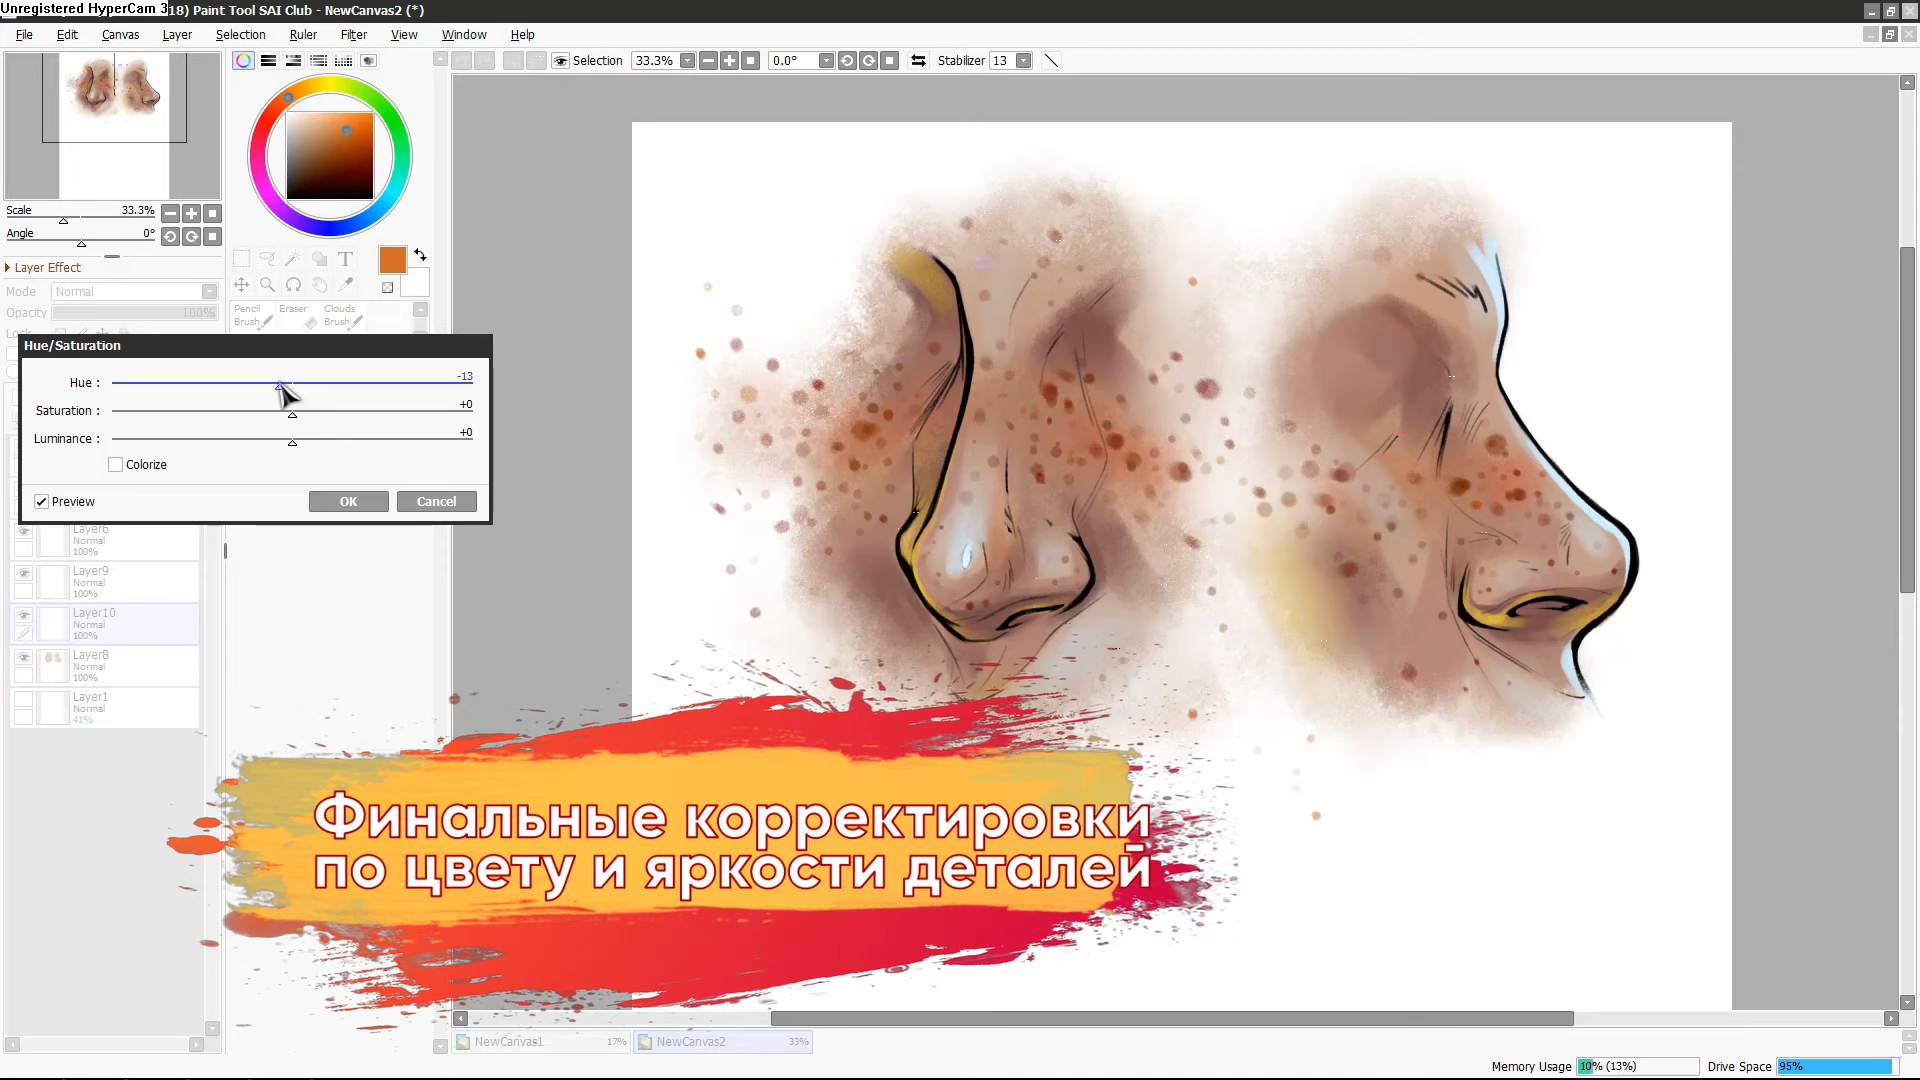 Unregistered HyperCam 3
18) Paint Tool SAI Club - NewCanvas2 (*)
File Edit Canvas Layer Selection Ruler Filter View Window Help
Selection 33.3% 0.0° Stabilizer 13
Scale 33.3%
Angle 0°
Layer Effect
Mode Normal
Opacity 100%
Pencil Eraser Clouds
Brush Brush
Hue/Saturation
Hue : -13
Saturation : +0
Luminance : +0
Colorize
Preview OK Cancel
Layer6
Normal
100%
Layer9
Normal
100%
Layer10
Normal
100%
Layer8
Normal
100%
Layer1
Normal
41%
Финальные корректировки
по цвету и яркости деталей
NewCanvas1 17% NewCanvas2 33%
Memory Usage 10% (13%) Drive Space 95%